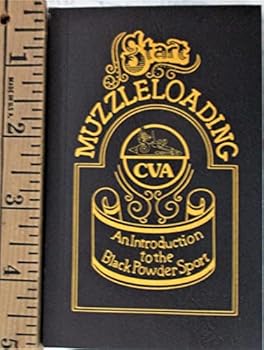 Start
MUZZLELOADING
CVA
An Introduction
to the
Black Powder Sport
1
2
3
4
5